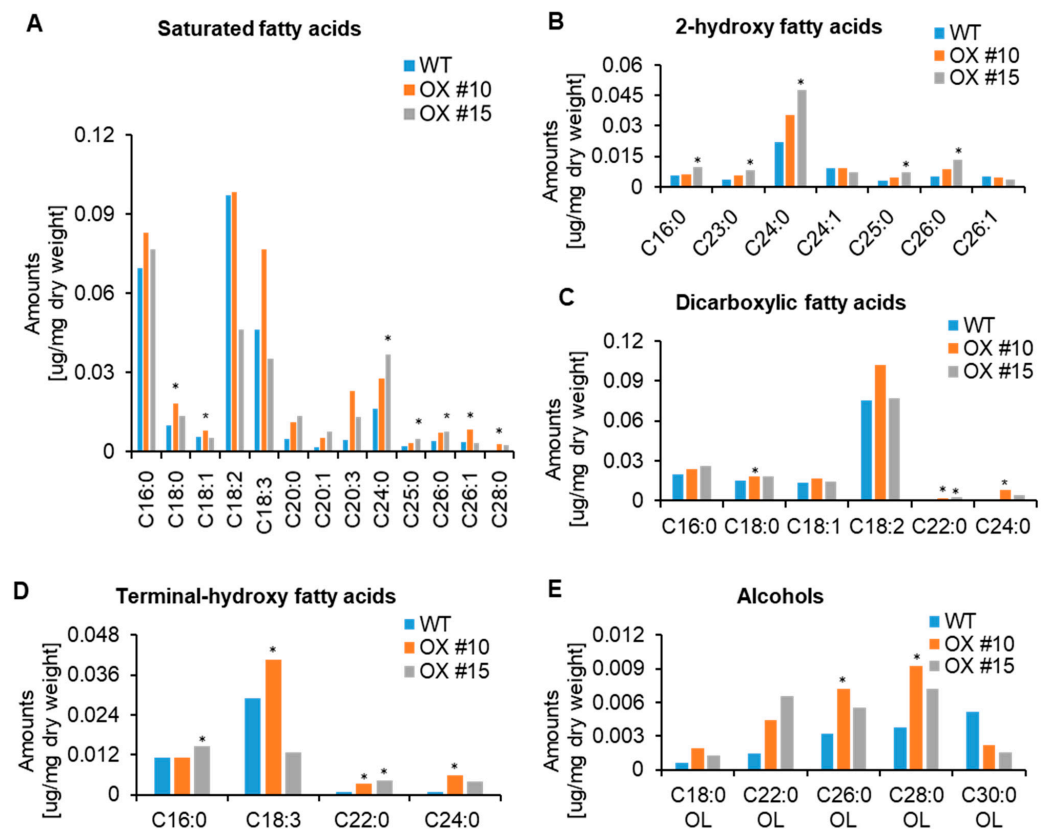 A
Saturated fatty acids
WT
OX #10
OX #15
Amounts
[ug/mg dry weight]
0.12
0.09
0.06
0.03
0
* * * * * * *
C16:0 C18:0 C18:1 C18:2 C18:3 C20:0 C20:1 C20:3 C24:0 C25:0 C26:0 C26:1 C28:0
B
2-hydroxy fatty acids
WT
OX #10
OX #15
Amounts
[ug/mg dry weight]
0.06
0.045
0.03
0.015
0
* * * * *
C16:0 C23:0 C24:0 C24:1 C25:0 C26:0 C26:1
C
Dicarboxylic fatty acids
WT
OX #10
OX #15
Amounts
[ug/mg dry weight]
0.12
0.09
0.06
0.03
0
* * * *
C16:0 C18:0 C18:1 C18:2 C22:0 C24:0
D
Terminal-hydroxy fatty acids
WT
OX #10
OX #15
Amounts
[ug/mg dry weight]
0.048
0.036
0.024
0.012
0
* * * * *
C16:0 C18:3 C22:0 C24:0
E
Alcohols
WT
OX #10
OX #15
Amounts
[ug/mg dry weight]
0.012
0.009
0.006
0.003
0
* *
C18:0 C22:0 C26:0 C28:0 C30:0
OL OL OL OL OL